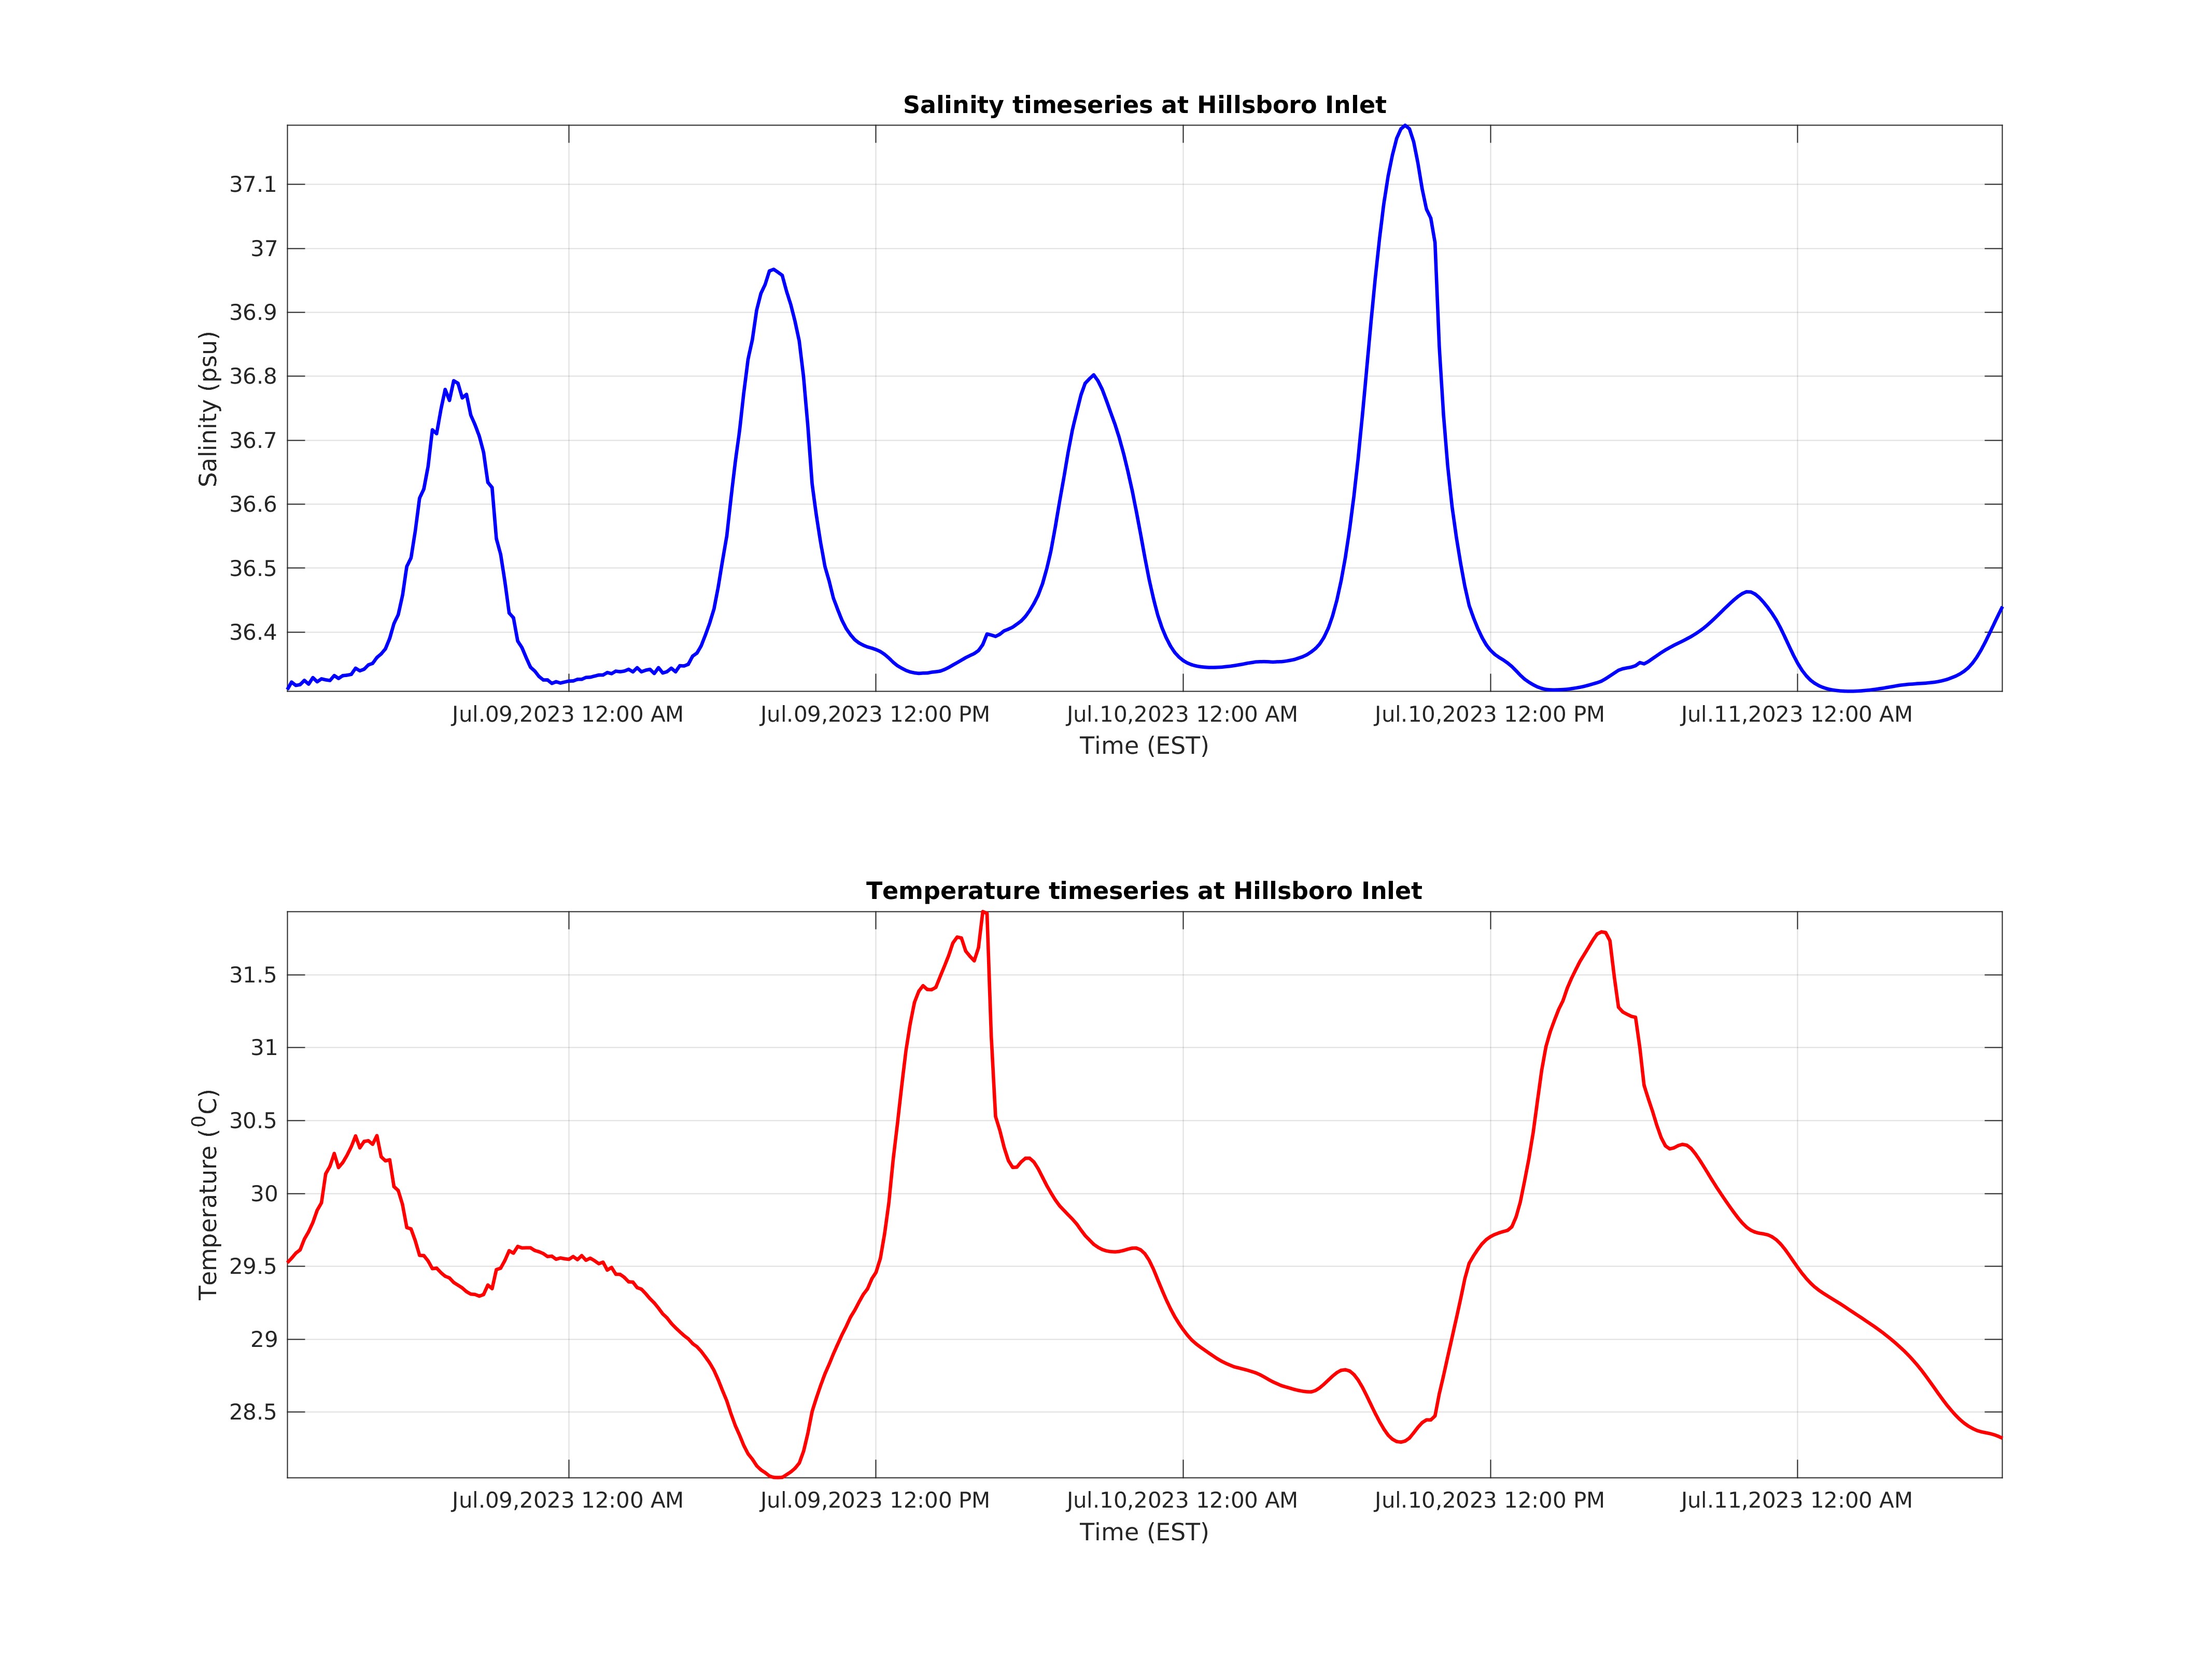 Salinity timeseries at Hillsboro Inlet
37.1
37
36.9
36.8
36.7
36.6
36.5
36.4
Salinity (psu)
Jul.09,2023 12:00 AM
Jul.09,2023 12:00 PM
Jul.10,2023 12:00 AM
Jul.10,2023 12:00 PM
Jul.11,2023 12:00 AM
Time (EST)
Temperature timeseries at Hillsboro Inlet
31.5
31
30.5
30
29.5
29
28.5
Temperature (⁰C)
Jul.09,2023 12:00 AM
Jul.09,2023 12:00 PM
Jul.10,2023 12:00 AM
Jul.10,2023 12:00 PM
Jul.11,2023 12:00 AM
Time (EST)